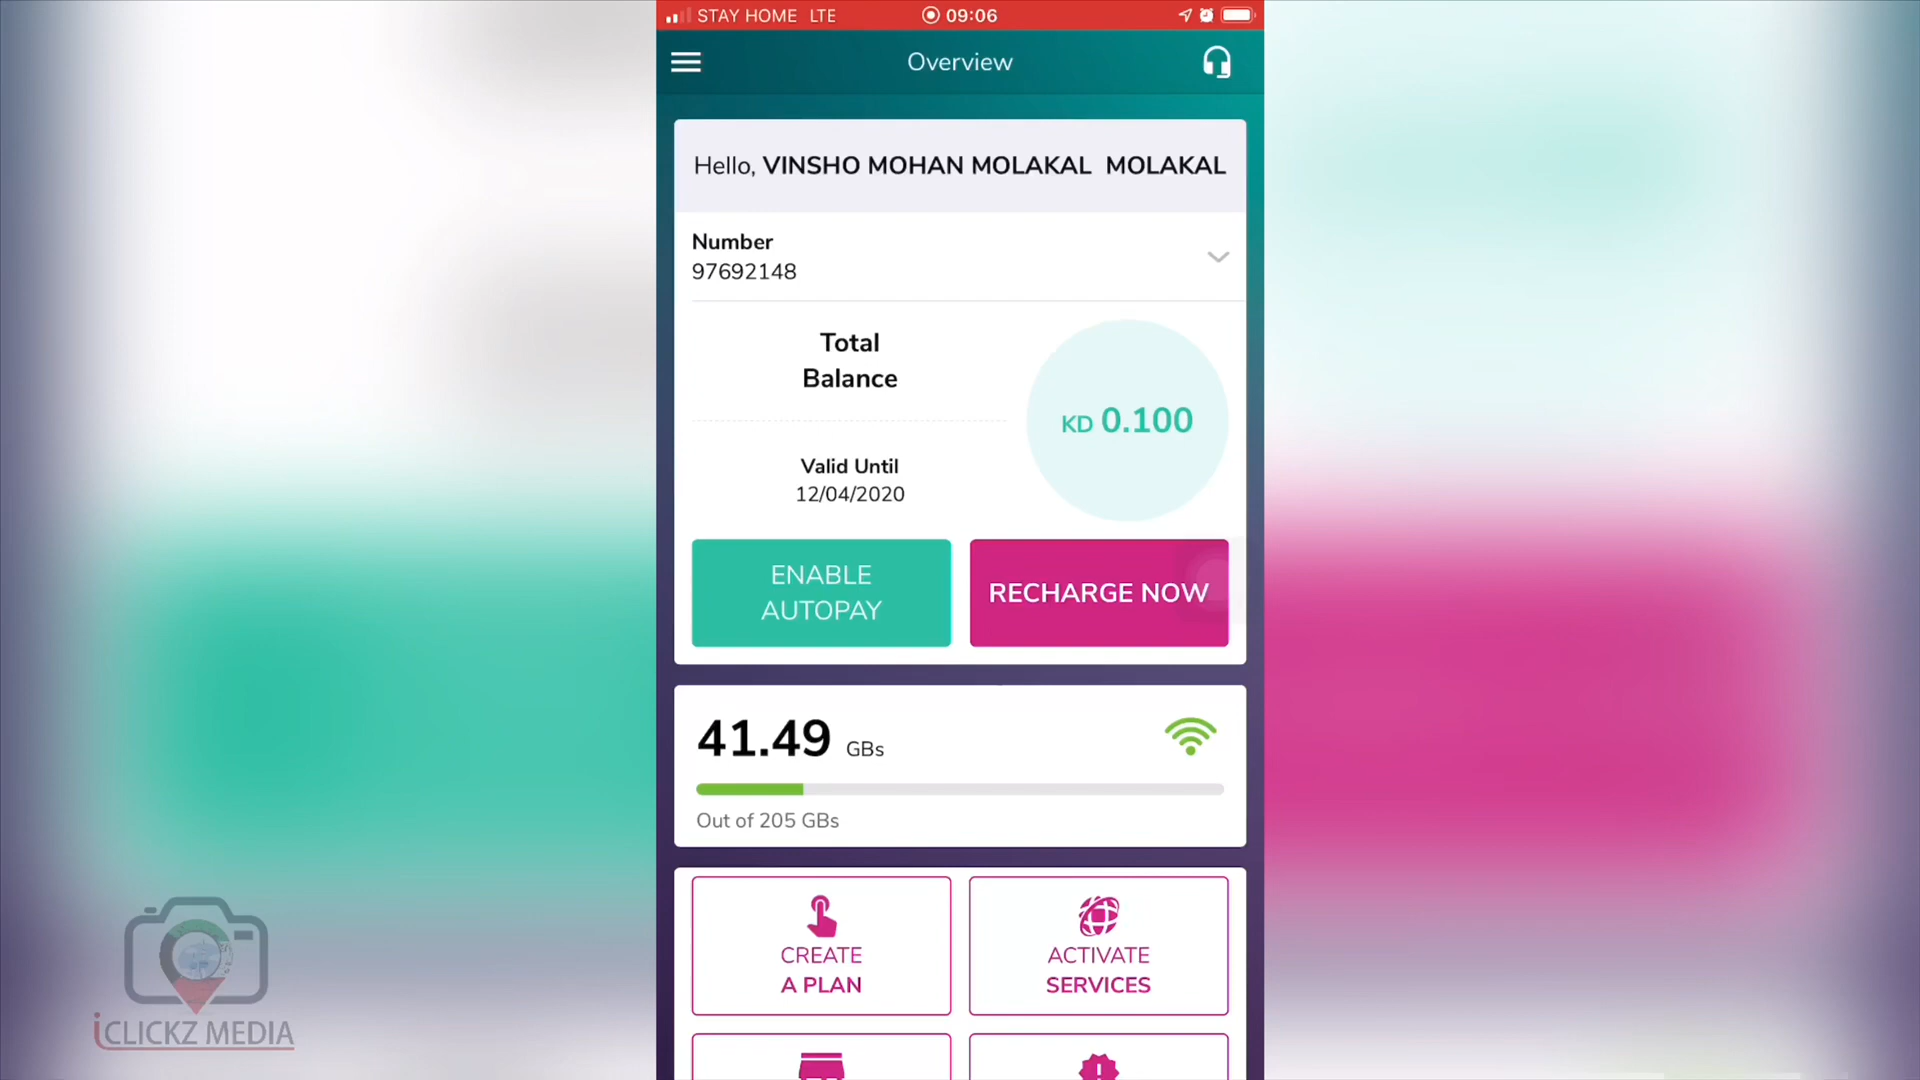 STAY HOME LTE 09:06
Overview
Hello, VINSHO MOHAN MOLAKAL MOLAKAL
Number
97692148
Total
Balance
KD 0.100
Valid Until
12/04/2020
ENABLE
AUTOPAY
RECHARGE NOW
41.49 GBs
Out of 205 GBs
CREATE
A PLAN
ACTIVATE
SERVICES
iCLICKZ MEDIA